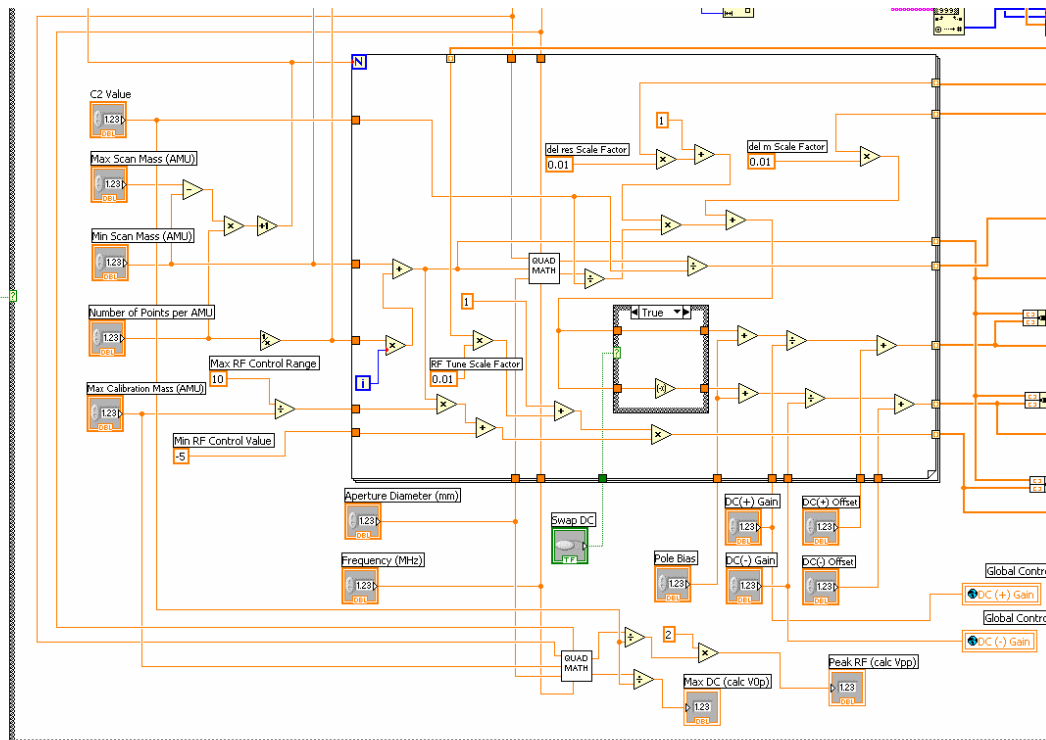 999
C2 Value
1.23
DBL
Max Scan Mass (AMU)
1.23
DBL
Min Scan Mass (AMU)
1.23
DBL
Number of Points per AMU
1.23
DBL
Max RF Control Range
10
Max Calibration Mass (AMU)
1.23
DBL
Min RF Control Value
-5
N
i
+1
1
del res Scale Factor
0.01
del m Scale Factor
0.01
QUAD
MATH
1
RF Tune Scale Factor
0.01
True
?
?
Aperture Diameter (mm)
1.23
DBL
Frequency (MHz)
1.23
DBL
Swap DC
TF
Pole Bias
1.23
DBL
DC(+) Gain
1.23
DBL
DC(-) Gain
1.23
DBL
DC(+) Offset
1.23
DBL
DC(-) Offset
1.23
DBL
Global Contro
DC (+) Gain
Global Contro
DC (-) Gain
QUAD
MATH
2
Max DC (calc V0p)
1.23
DBL
Peak RF (calc Vpp)
1.23
DBL